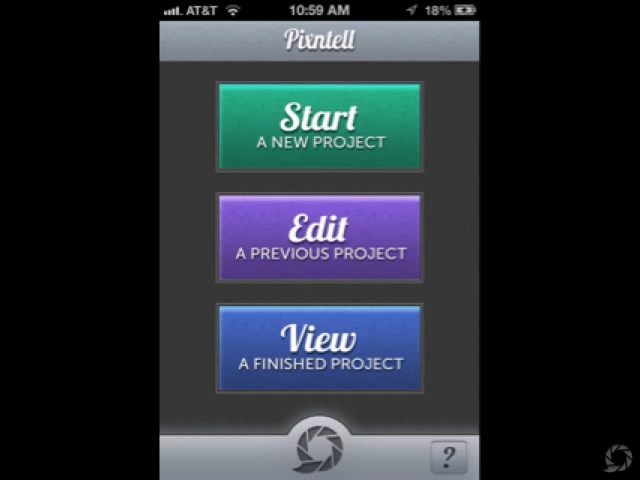 AT&T 10:59 AM 18%
Pixntell
Start
A NEW PROJECT
Edit
A PREVIOUS PROJECT
View
A FINISHED PROJECT
?